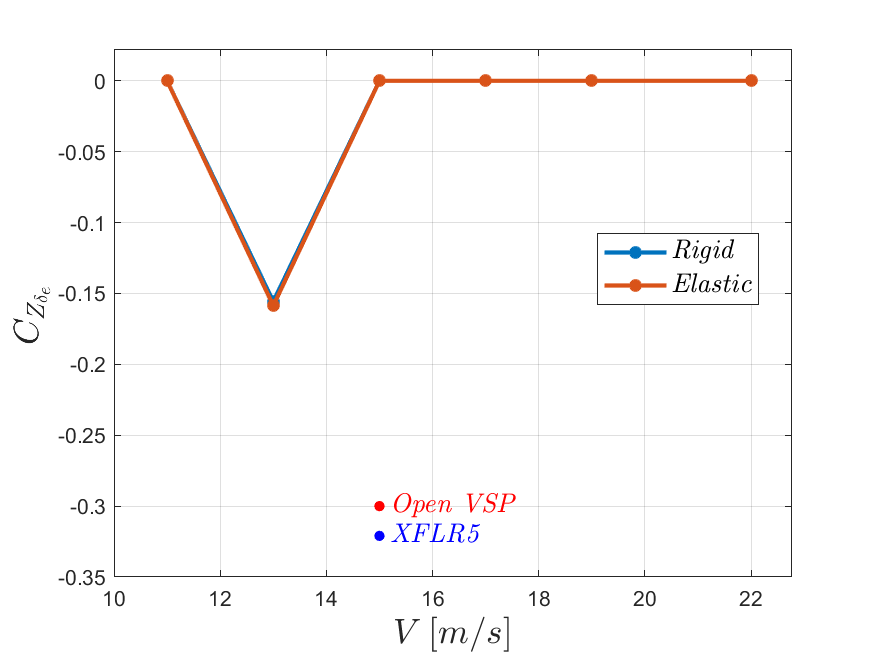 0
-0.05
-0.1
-0.15
-0.2
-0.25
-0.3
-0.35
10
12
14
16
18
20
22
V [m/s]
C_{Z_{δ_e}}
Rigid
Elastic
Open VSP
XFLR5